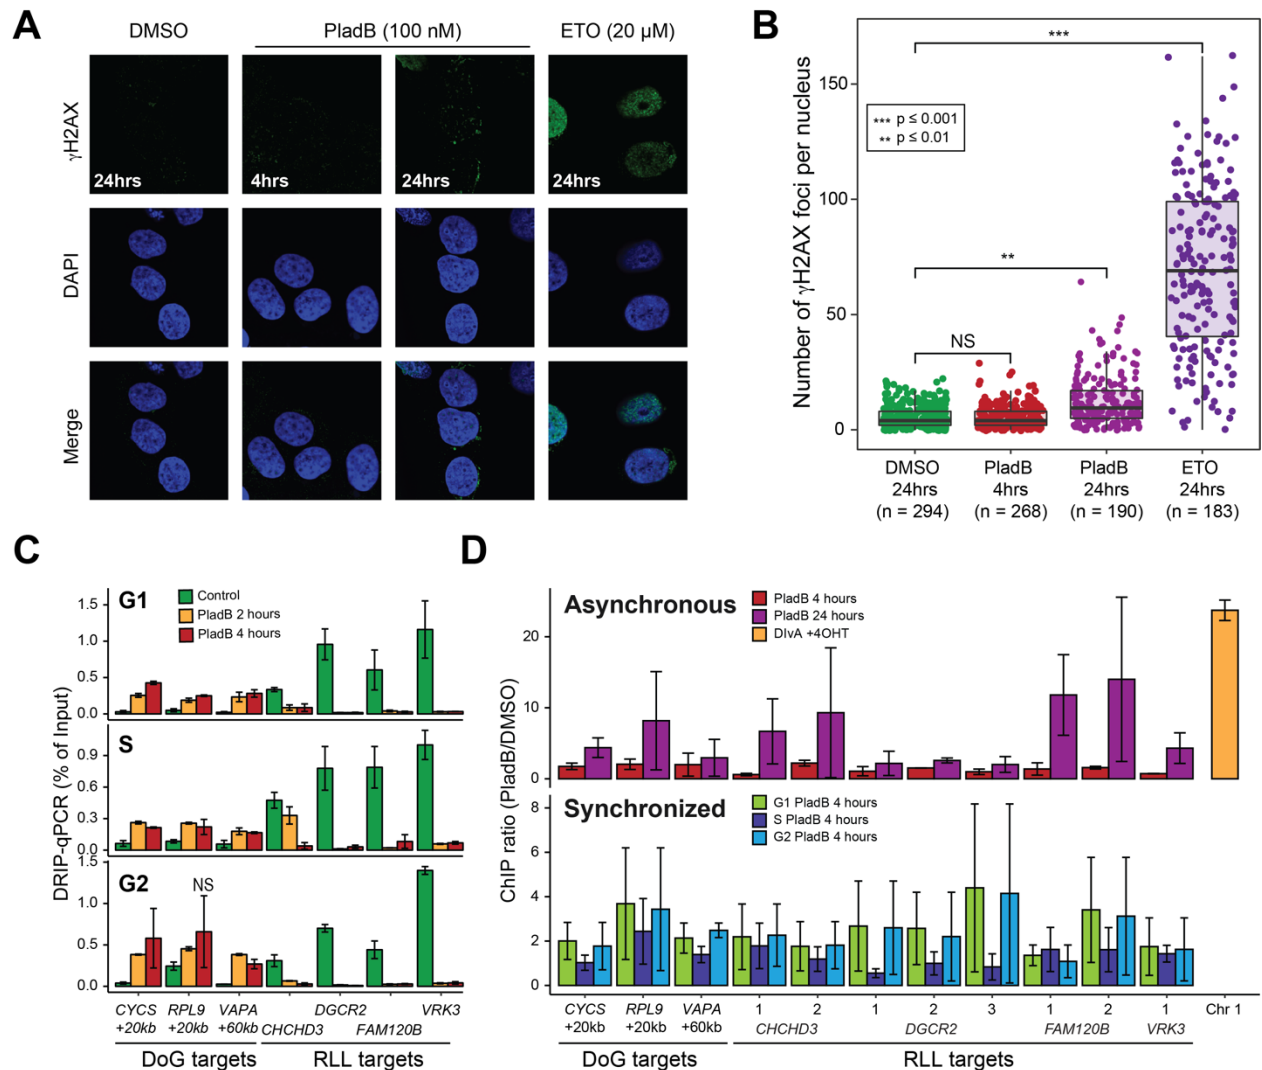 A
DMSO
PladB (100 nM)
ETO (20 µM)
γH2AX
24hrs
4hrs
24hrs
24hrs
DAPI
Merge
B
Number of γH2AX foci per nucleus
150
100
50
0
***
*** p ≤ 0.001
** p ≤ 0.01
**
NS
DMSO
24hrs
(n = 294)
PladB
4hrs
(n = 268)
PladB
24hrs
(n = 190)
ETO
24hrs
(n = 183)
C
DRIP-qPCR (% of Input)
G1
Control
PladB 2 hours
PladB 4 hours
1.5
1.0
0.5
0.0
S
0.9
0.6
0.3
0.0
G2
NS
1.5
1.0
0.5
0.0
CYCS
+20kb
RPL9
+20kb
VAPA
+60kb
CHCHD3
DGCR2
FAM120B
VRK3
DoG targets
RLL targets
D
ChIP ratio (PladB/DMSO)
Asynchronous
PladB 4 hours
PladB 24 hours
DIvA +4OHT
20
10
0
Synchronized
G1 PladB 4 hours
S PladB 4 hours
G2 PladB 4 hours
8
6
4
2
0
CYCS
+20kb
RPL9
+20kb
VAPA
+60kb
1 2 1 2 3 1 2 1 Chr 1
CHCHD3 DGCR2 FAM120B VRK3
DoG targets
RLL targets